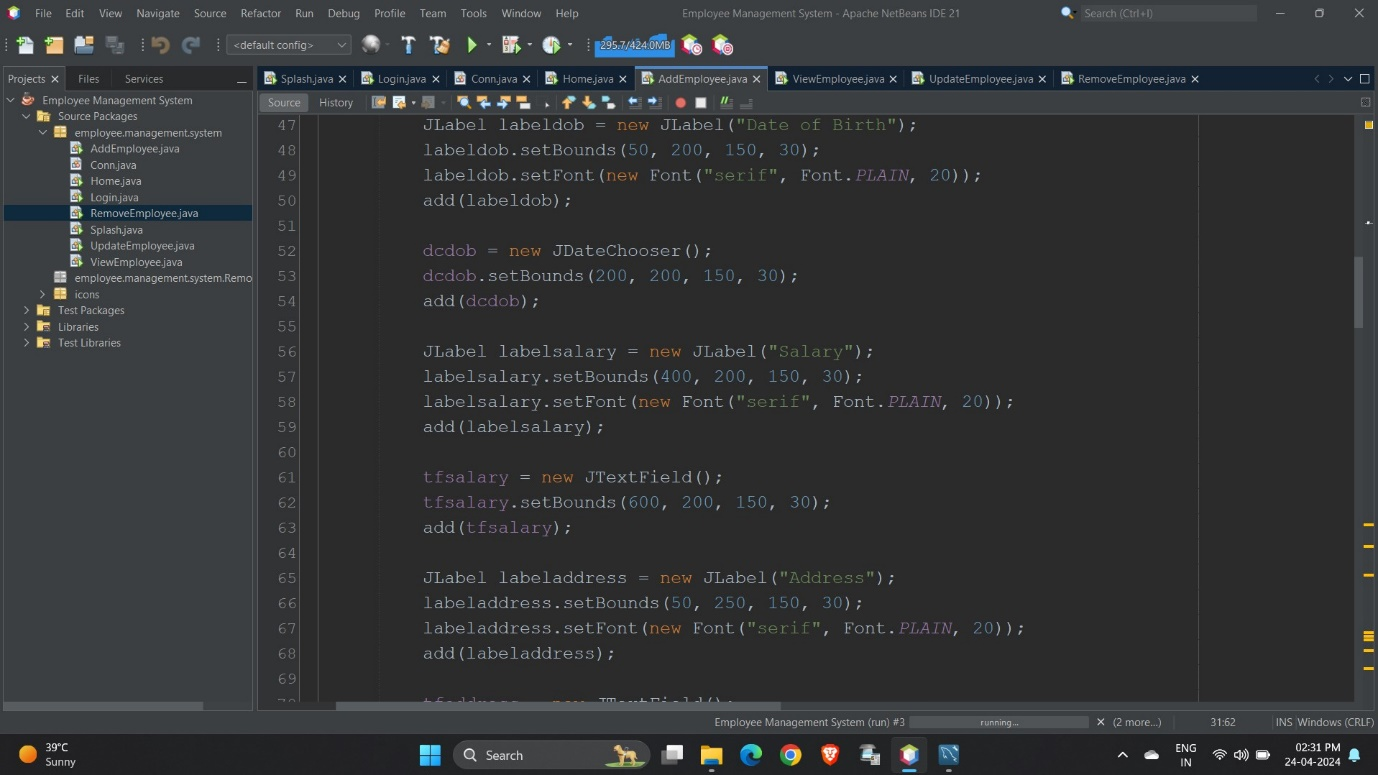 File Edit View Navigate Source Refactor Run Debug Profile Team Tools Window Help Employee Management System - Apache NetBeans IDE 21 Search (Ctrl+I)
<default config> 295.7/424.0MB
Projects Files Services Splash.java Login.java Conn.java Home.java AddEmployee.java ViewEmployee.java UpdateEmployee.java RemoveEmployee.java
Source History
Employee Management System
Source Packages
employee.management.system
AddEmployee.java
Conn.java
Home.java
Login.java
RemoveEmployee.java
Splash.java
UpdateEmployee.java
ViewEmployee.java
employee.management.system.Remo
icons
Test Packages
Libraries
Test Libraries
47 JLabel labeldob = new JLabel("Date of Birth");
48 labeldob.setBounds(50, 200, 150, 30);
49 labeldob.setFont(new Font("serif", Font.PLAIN, 20));
50 add(labeldob);
51
52 dcdob = new JDateChooser();
53 dcdob.setBounds(200, 200, 150, 30);
54 add(dcdob);
55
56 JLabel labelsalary = new JLabel("Salary");
57 labelsalary.setBounds(400, 200, 150, 30);
58 labelsalary.setFont(new Font("serif", Font.PLAIN, 20));
59 add(labelsalary);
60
61 tfsalary = new JTextField();
62 tfsalary.setBounds(600, 200, 150, 30);
63 add(tfsalary);
64
65 JLabel labeladdress = new JLabel("Address");
66 labeladdress.setBounds(50, 250, 150, 30);
67 labeladdress.setFont(new Font("serif", Font.PLAIN, 20));
68 add(labeladdress);
69
Employee Management System (run) #3 running... (2 more...) 31:62 INS Windows (CRLF)
39°C
Sunny
Search
ENG
IN
02:31 PM
24-04-2024